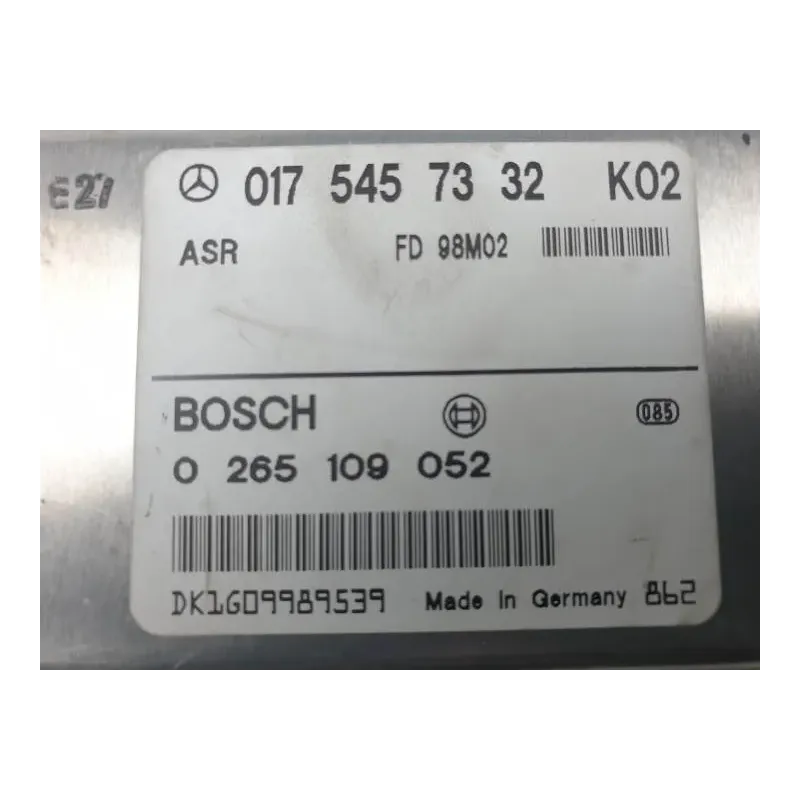 E27
017 545 73 32 K02
ASR FD 98M02
BOSCH 085
0 265 109 052
DK1G09989539 Made in Germany 862